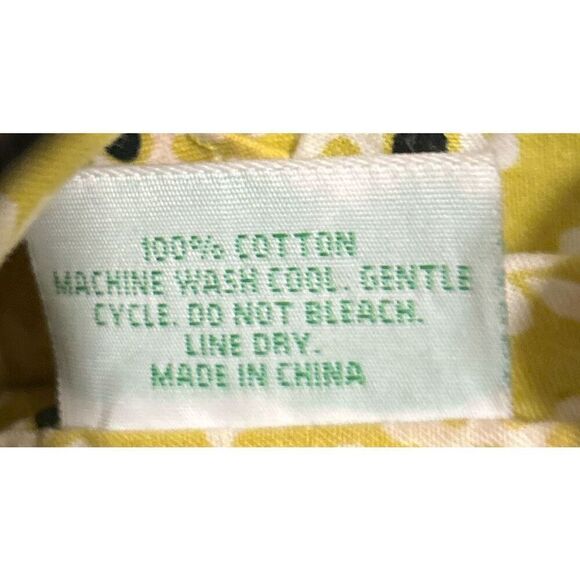 100% COTTON
MACHINE WASH COOL. GENTLE
CYCLE. DO NOT BLEACH.
LINE DRY.
MADE IN CHINA